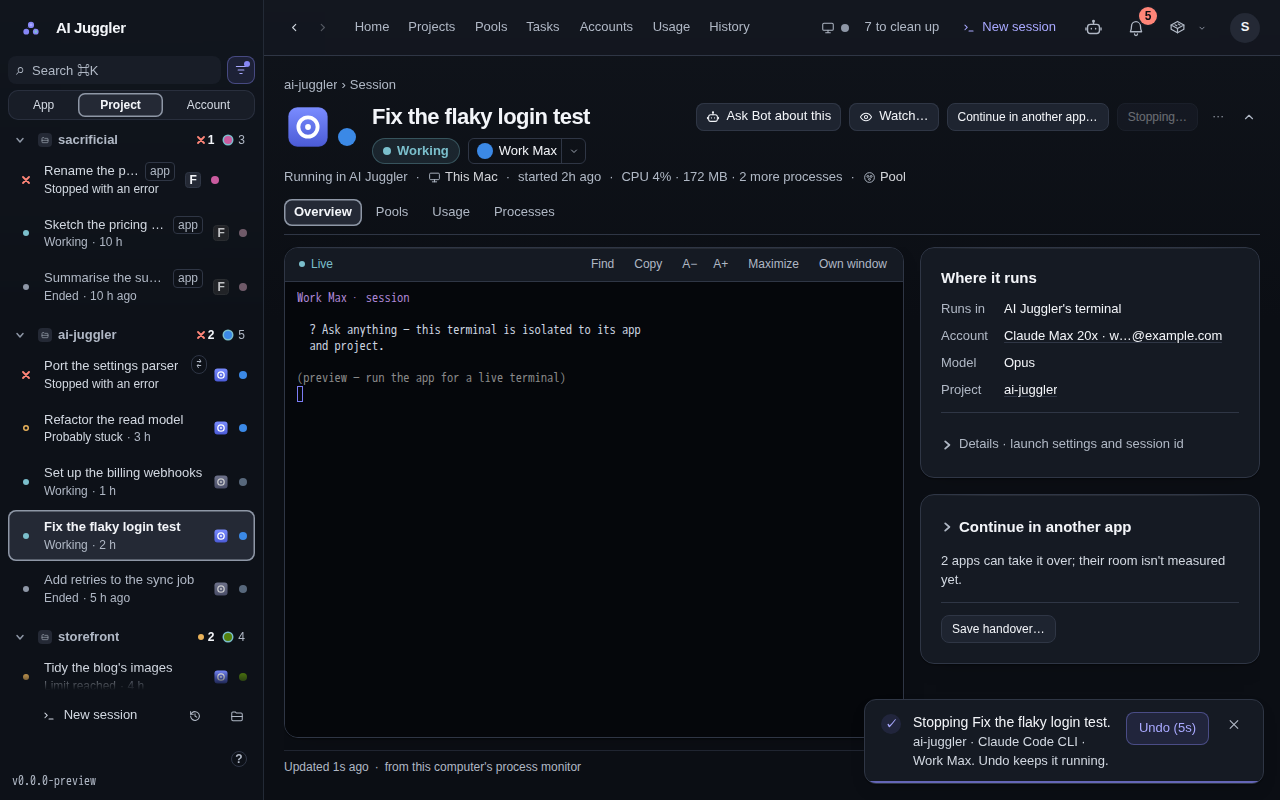 AI Juggler
Search ⌘K
App Project Account
sacrificial 1 3
Rename the p… app F
Stopped with an error
Sketch the pricing … app F
Working · 10 h
Summarise the su… app F
Ended · 10 h ago
ai-juggler 2 5
Port the settings parser
Stopped with an error
Refactor the read model
Probably stuck · 3 h
Set up the billing webhooks
Working · 1 h
Fix the flaky login test
Working · 2 h
Add retries to the sync job
Ended · 5 h ago
storefront 2 4
Tidy the blog's images
Limit reached · 4 h
New session
?
v0.0.0-preview
Home Projects Pools Tasks Accounts Usage History 7 to clean up New session 5 S
ai-juggler › Session
Fix the flaky login test
Ask Bot about this Watch… Continue in another app… Stopping… ···
Working Work Max
Running in AI Juggler · This Mac · started 2h ago · CPU 4% · 172 MB · 2 more processes · Pool
Overview Pools Usage Processes
Live Find Copy A− A+ Maximize Own window
Work Max · session
? Ask anything — this terminal is isolated to its app
and project.
(preview — run the app for a live terminal)
Updated 1s ago · from this computer's process monitor
Where it runs
Runs in AI Juggler's terminal
Account Claude Max 20x · w…@example.com
Model Opus
Project ai-juggler
Details · launch settings and session id
Continue in another app
2 apps can take it over; their room isn't measured
yet.
Save handover…
Stopping Fix the flaky login test.
ai-juggler · Claude Code CLI ·
Work Max. Undo keeps it running.
Undo (5s)